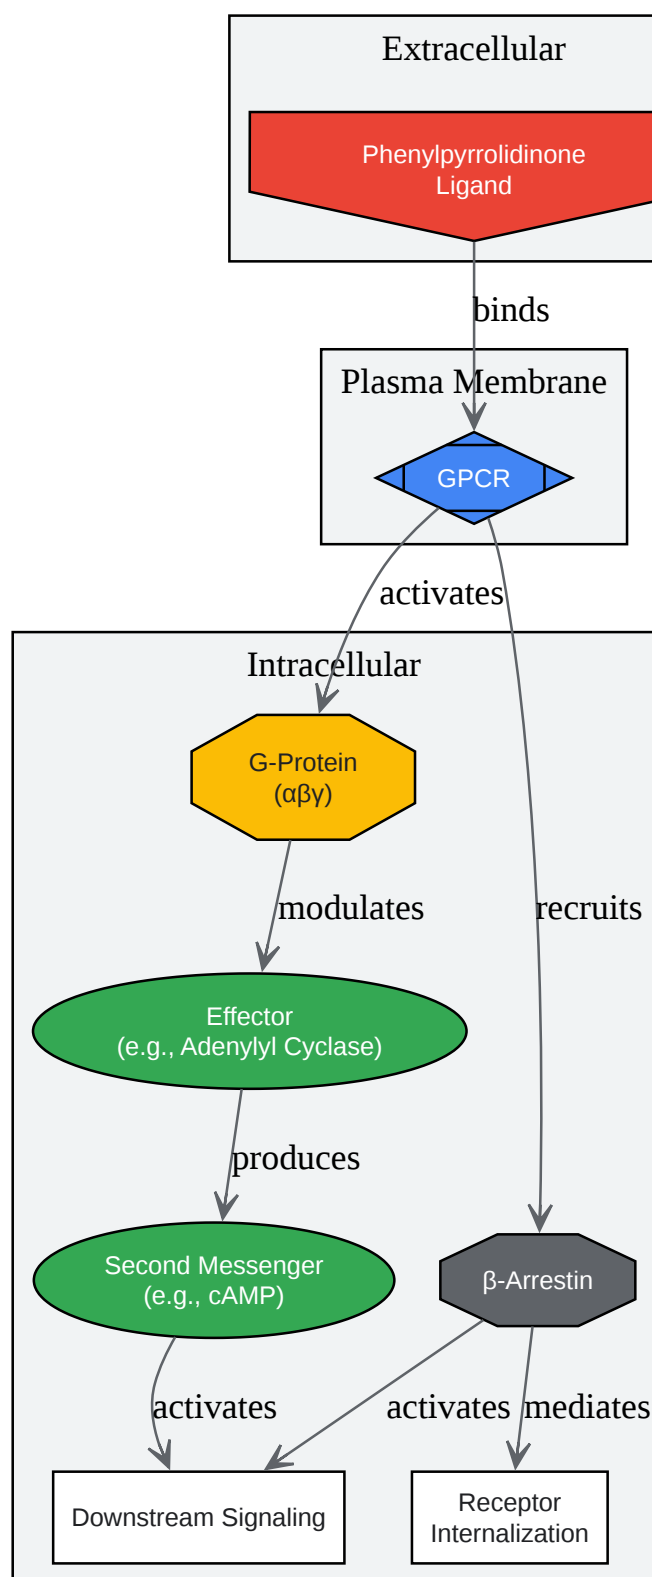 Extracellular
Phenylpyrrolidinone
Ligand
binds
Plasma Membrane
GPCR
activates
Intracellular
G-Protein
(αβγ)
modulates
recruits
Effector
(e.g., Adenylyl Cyclase)
produces
Second Messenger
(e.g., cAMP)
β-Arrestin
activates
activates
mediates
Downstream Signaling
Receptor
Internalization